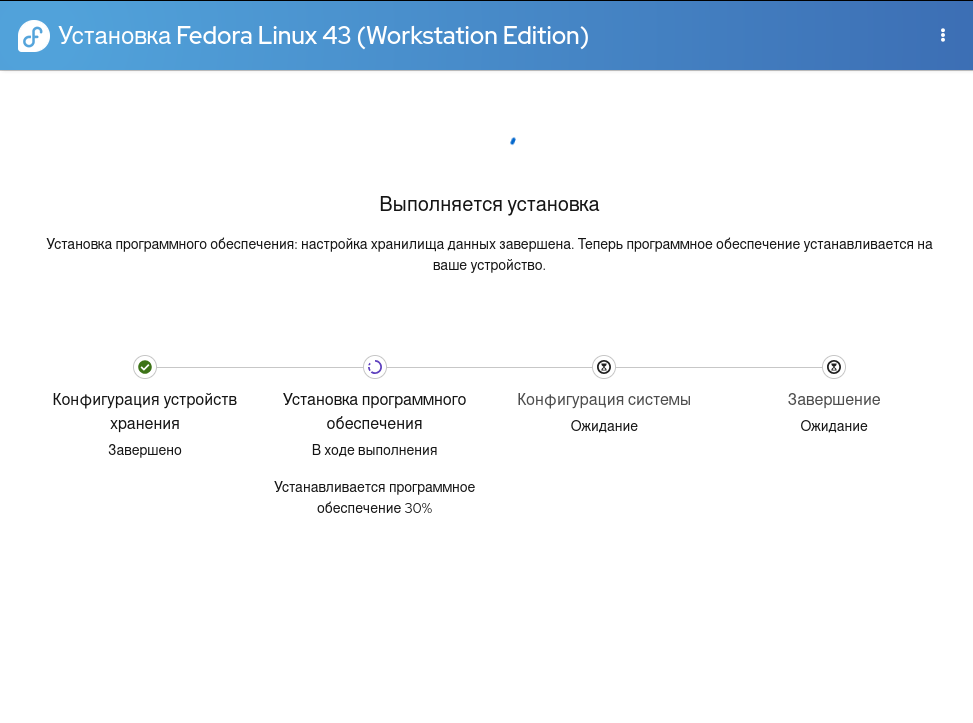 Установка Fedora Linux 43 (Workstation Edition)
Выполняется установка
Установка программного обеспечения: настройка хранилища данных завершена. Теперь программное обеспечение устанавливается на
ваше устройство.
Конфигурация устройств
хранения
Завершено
Установка программного
обеспечения
В ходе выполнения
Устанавливается программное
обеспечение 30%
Конфигурация системы
Ожидание
Завершение
Ожидание